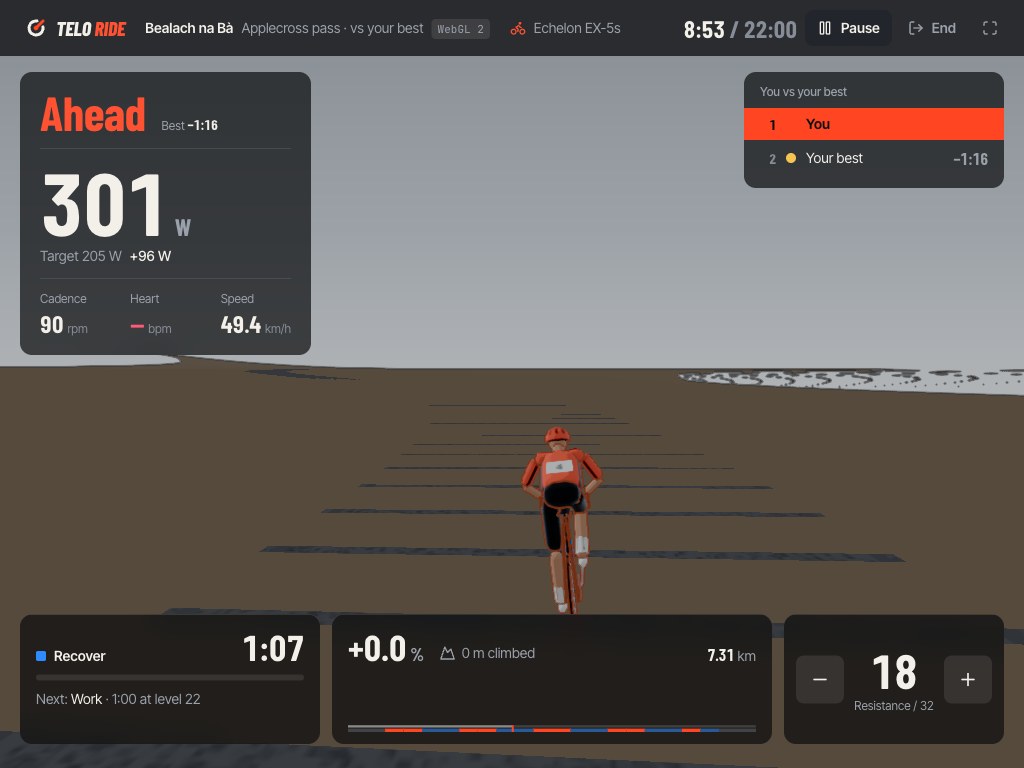 TELO RIDE Bealach na Bà Applecross pass · vs your best WebGL 2 Echelon EX-5s 8:53 / 22:00 Pause End
Ahead Best −1:16
301 W
Target 205 W +96 W
Cadence Heart Speed
90 rpm – bpm 49.4 km/h
You vs your best
1 You
2 Your best −1:16
Recover 1:07
Next: Work · 1:00 at level 22
+0.0 % 0 m climbed 7.31 km
− 18 +
Resistance / 32